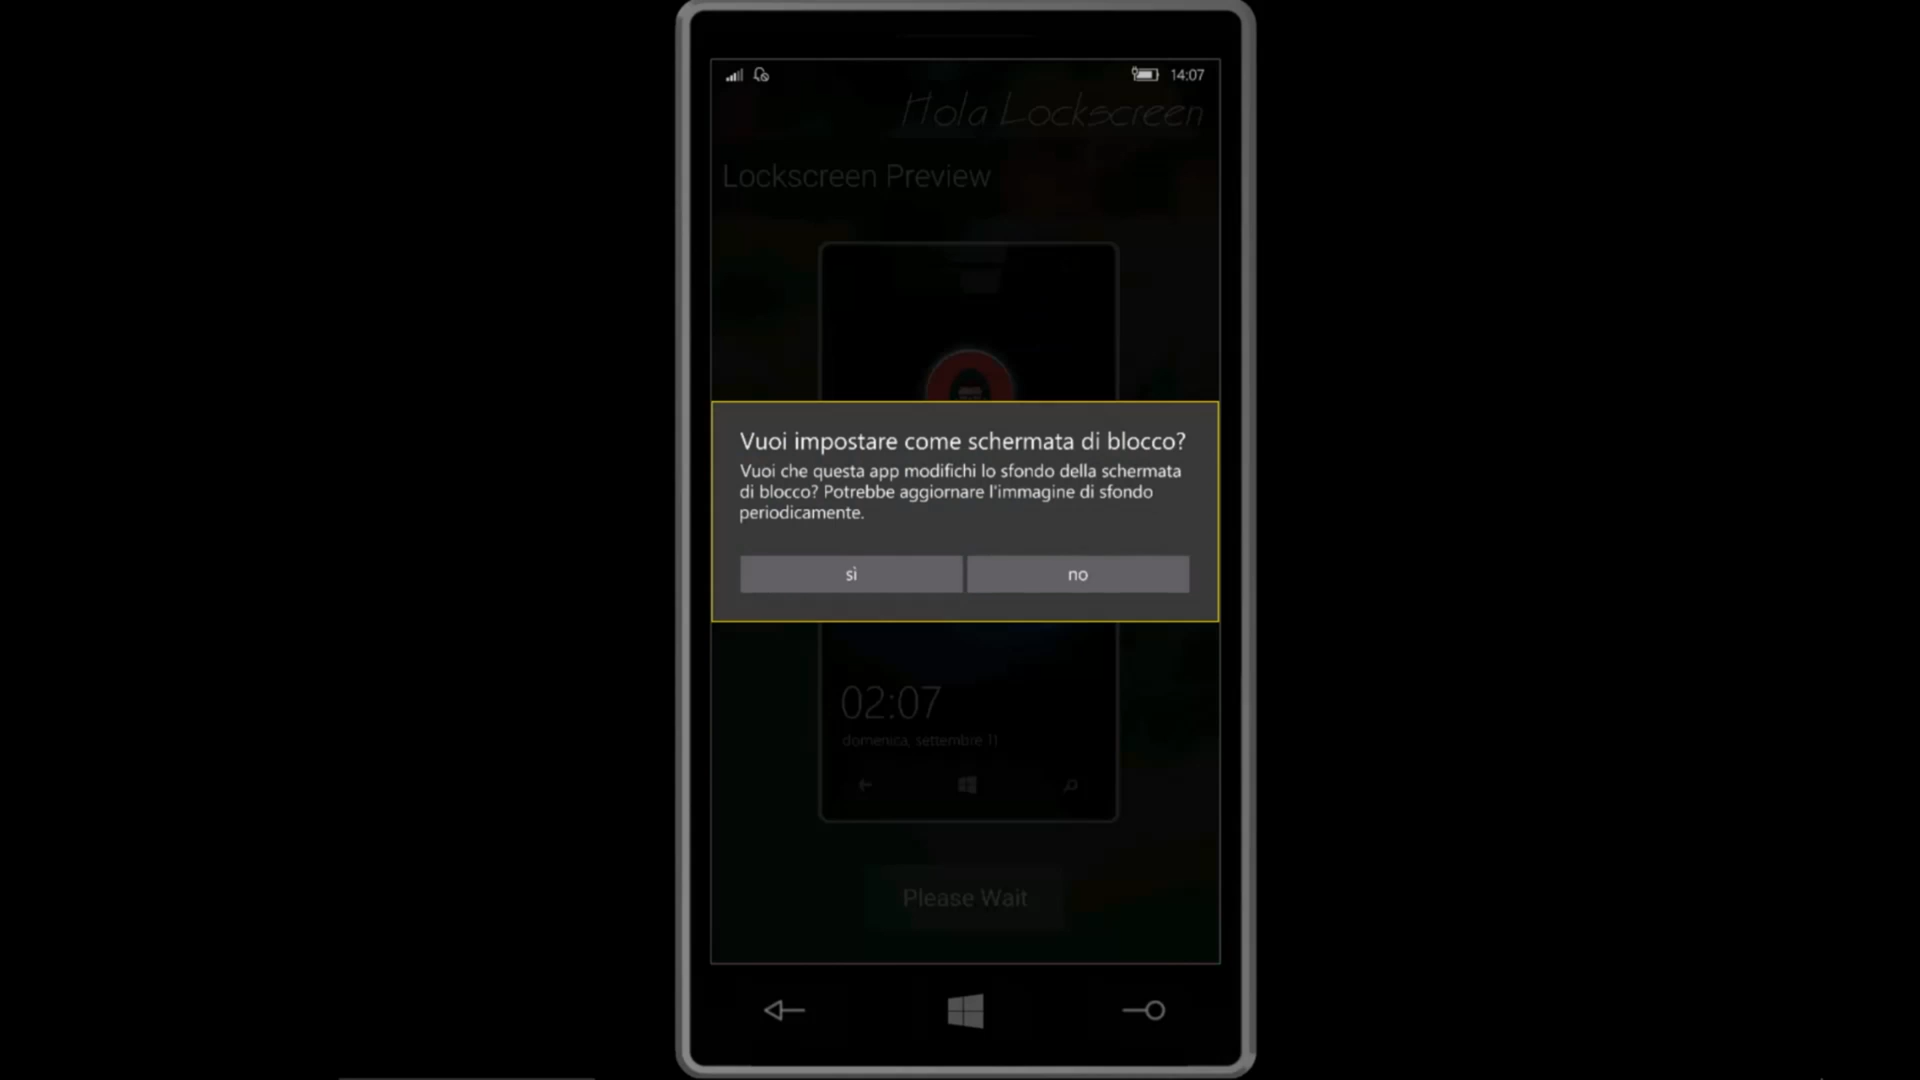 14:07
Hola Lockscreen
Lockscreen Preview
Vuoi impostare come schermata di blocco?
Vuoi che questa app modifichi lo sfondo della schermata
di blocco? Potrebbe aggiornare l'immagine di sfondo
periodicamente.
sì no
02:07
domenica, settembre 11
Please Wait